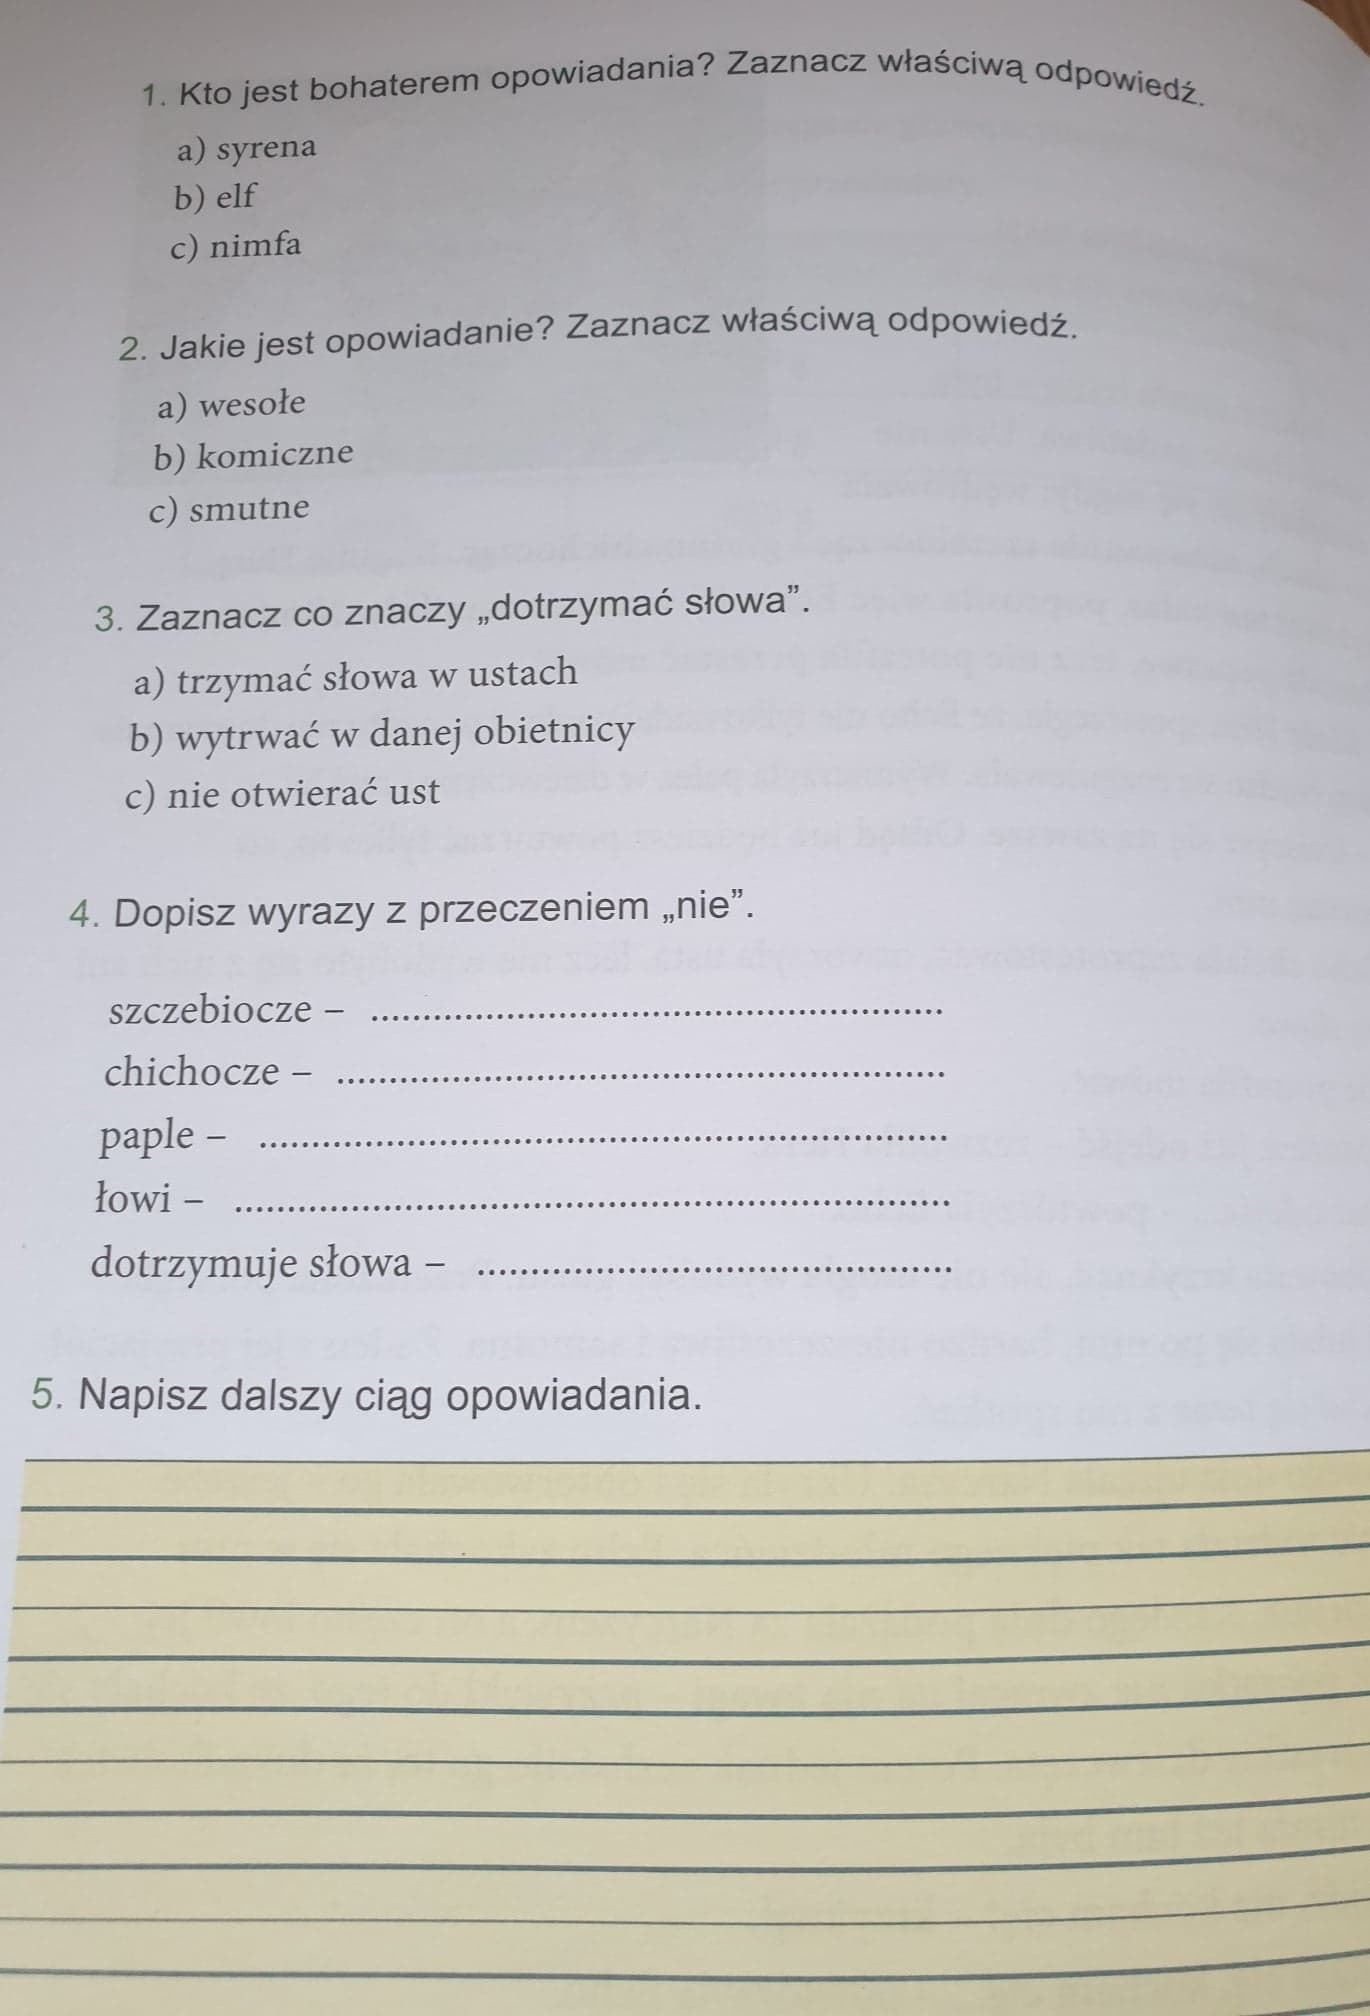 1. Kto jest bohaterem opowiadania? Zaznacz właściwą odpowiedź.
a) syrena
b) elf
c) nimfa
2. Jakie jest opowiadanie? Zaznacz właściwą odpowiedź.
a) wesołe
b) komiczne
c) smutne
3. Zaznacz co znaczy „dotrzymać słowa”.
a) trzymać słowa w ustach
b) wytrwać w danej obietnicy
c) nie otwierać ust
4. Dopisz wyrazy z przeczeniem „nie”.
szczebiocze – ........................................................
chichocze – ............................................................
paple – ....................................................................
łowi – ......................................................................
dotrzymuje słowa – ...............................................
5. Napisz dalszy ciąg opowiadania.